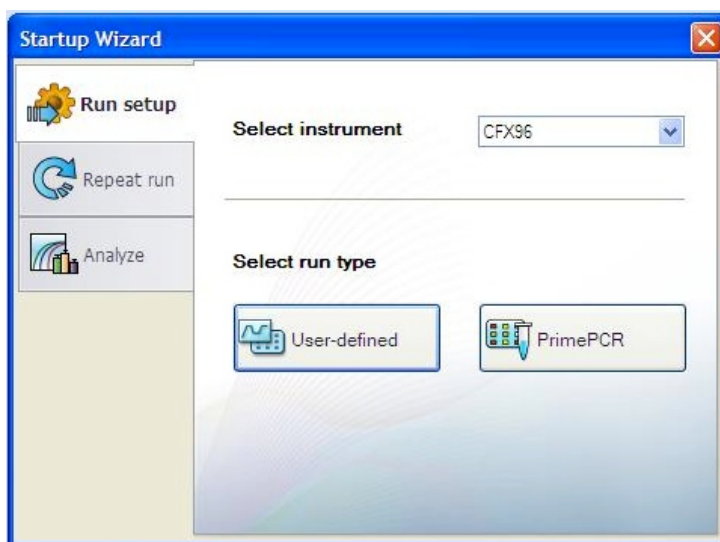 Startup Wizard
Run setup
Repeat run
Analyze
Select instrument
CFX96
Select run type
User-defined
PrimePCR